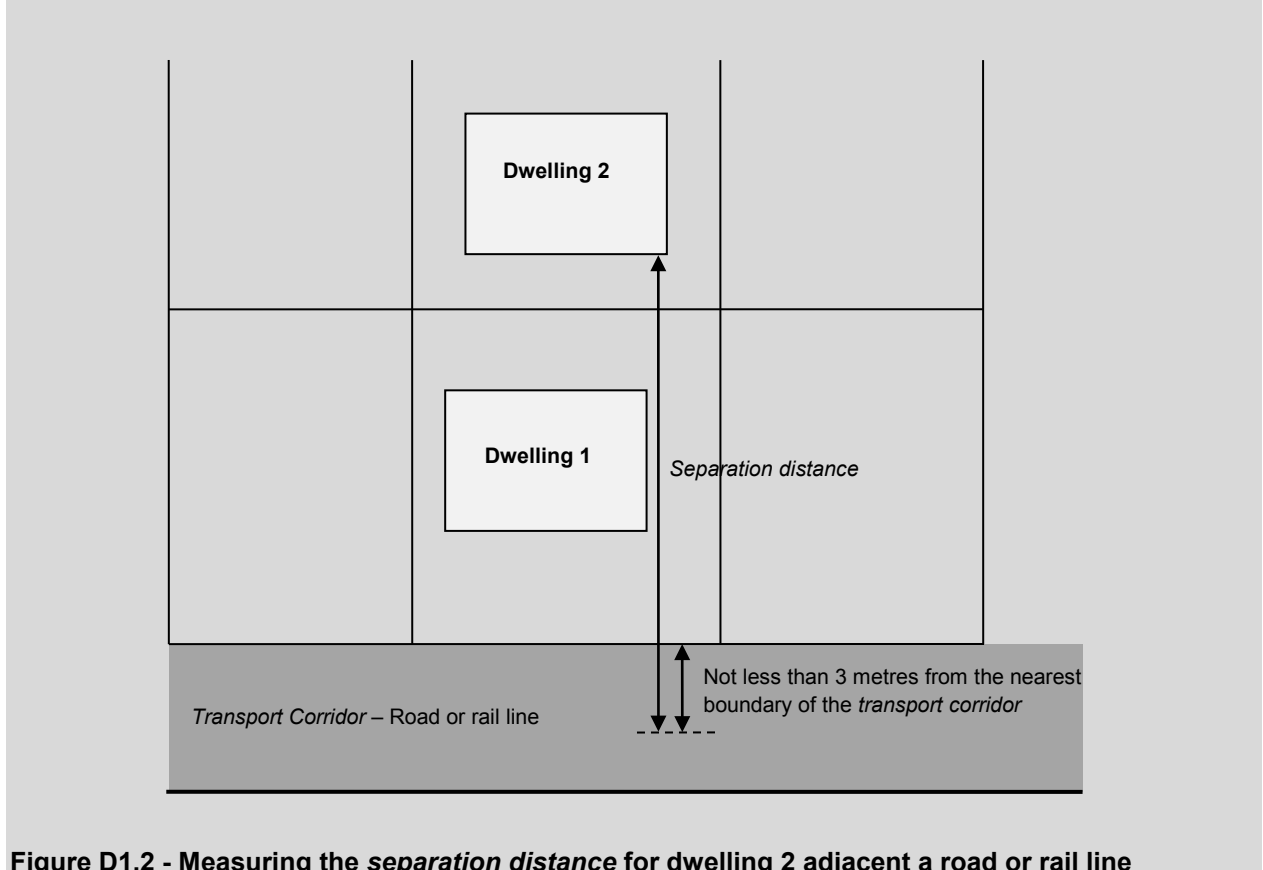 Dwelling 2
Dwelling 1
Separation distance
Not less than 3 metres from the nearest
boundary of the transport corridor
Transport Corridor – Road or rail line
Figure D1.2 - Measuring the separation distance for dwelling 2 adjacent a road or rail line